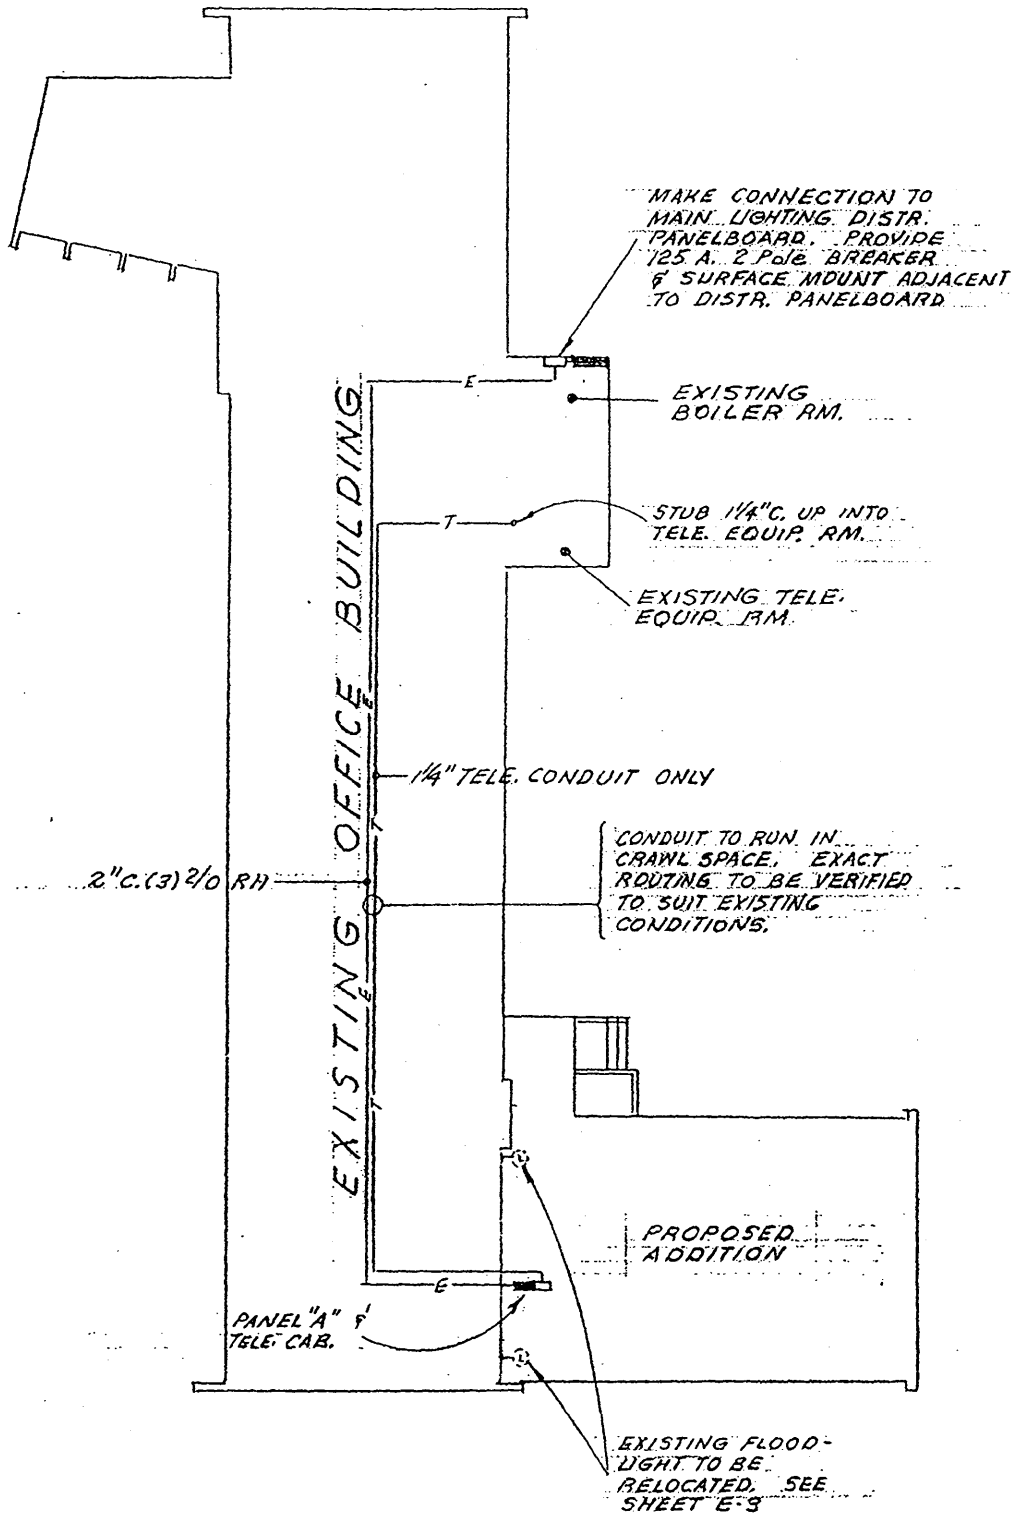 MAKE CONNECTION TO
MAIN LIGHTING DISTR.
PANELBOARD. PROVIDE
125 A. 2 Pole BREAKER
& SURFACE MOUNT ADJACENT
TO DISTR. PANELBOARD
E
EXISTING
BOILER RM.
T
STUB 1¼"C. UP INTO
TELE. EQUIP. RM.
EXISTING TELE.
EQUIP. RM.
EXISTING OFFICE BUILDING
E
1¼" TELE. CONDUIT ONLY
T
CONDUIT TO RUN IN
CRAWL SPACE. EXACT
ROUTING TO BE VERIFIED
TO SUIT EXISTING
CONDITIONS.
2"C.(3) 2/0 RH
E
T
L
PROPOSED
ADDITION
E
PANEL "A" &
TELE. CAB.
L
EXISTING FLOOD-
LIGHT TO BE
RELOCATED. SEE
SHEET E-3